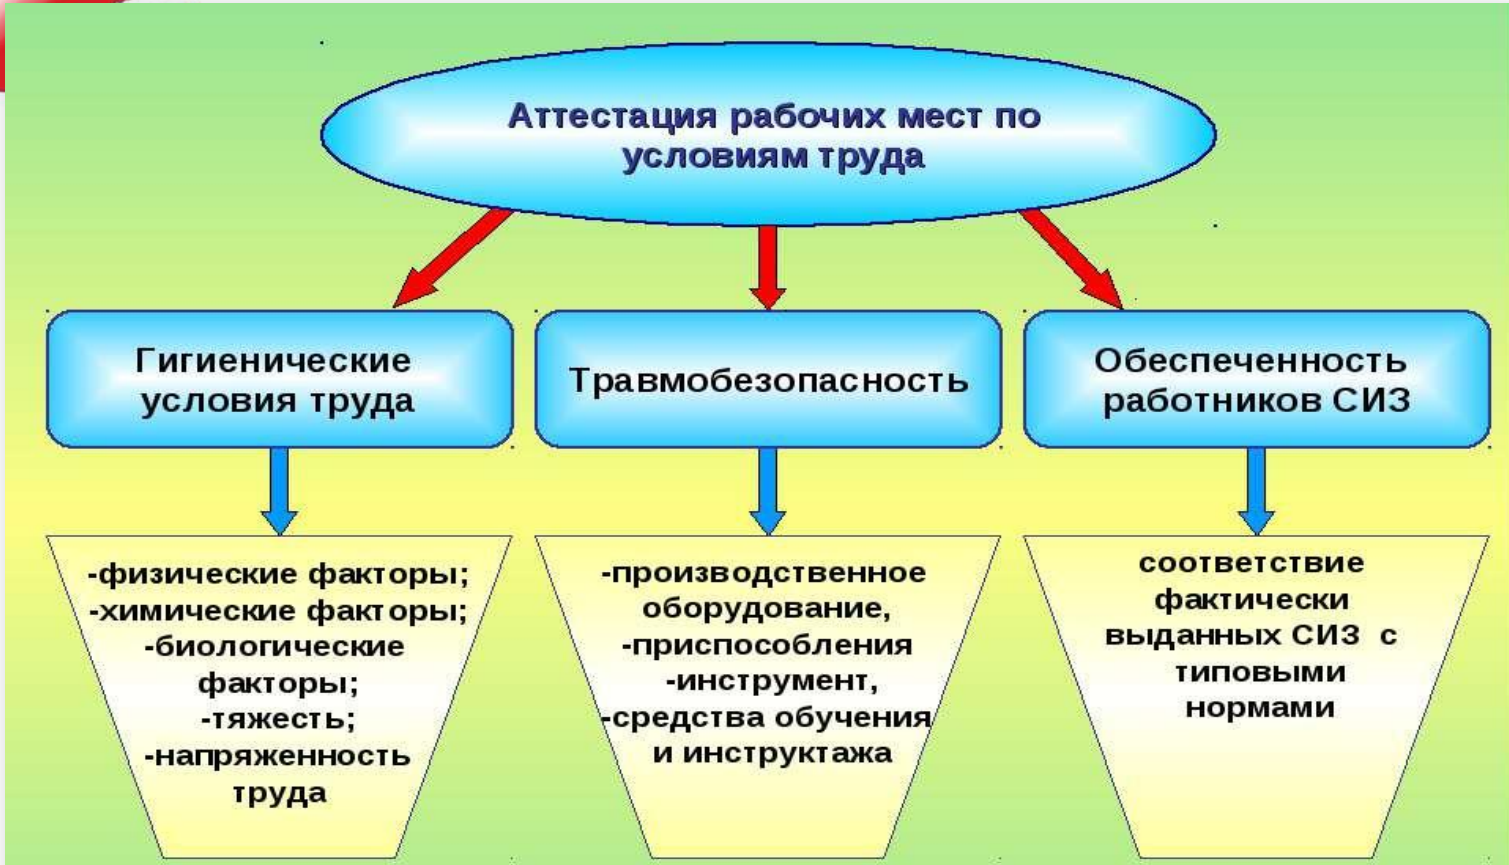 Аттестация рабочих мест по
условиям труда
Гигиенические
условия труда
Травмобезопасность
Обеспеченность
работников СИЗ
-физические факторы;
-химические факторы;
-биологические
факторы;
-тяжесть;
-напряженность
труда
-производственное
оборудование,
-приспособления
-инструмент,
-средства обучения
и инструктажа
соответствие
фактически
выданных СИЗ с
типовыми
нормами